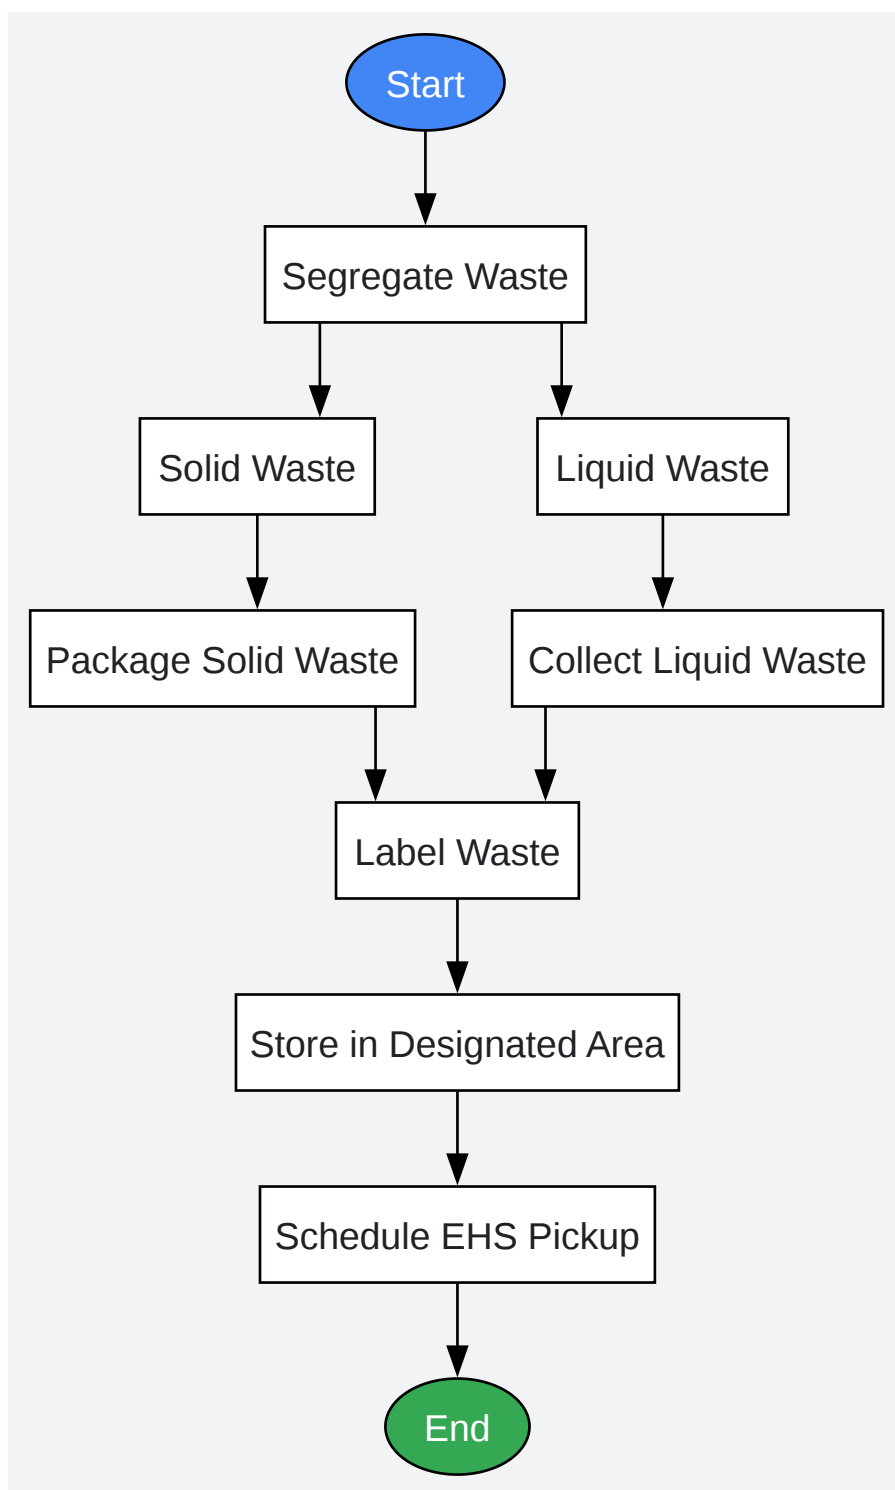 Start
Segregate Waste
Solid Waste
Liquid Waste
Package Solid Waste
Collect Liquid Waste
Label Waste
Store in Designated Area
Schedule EHS Pickup
End